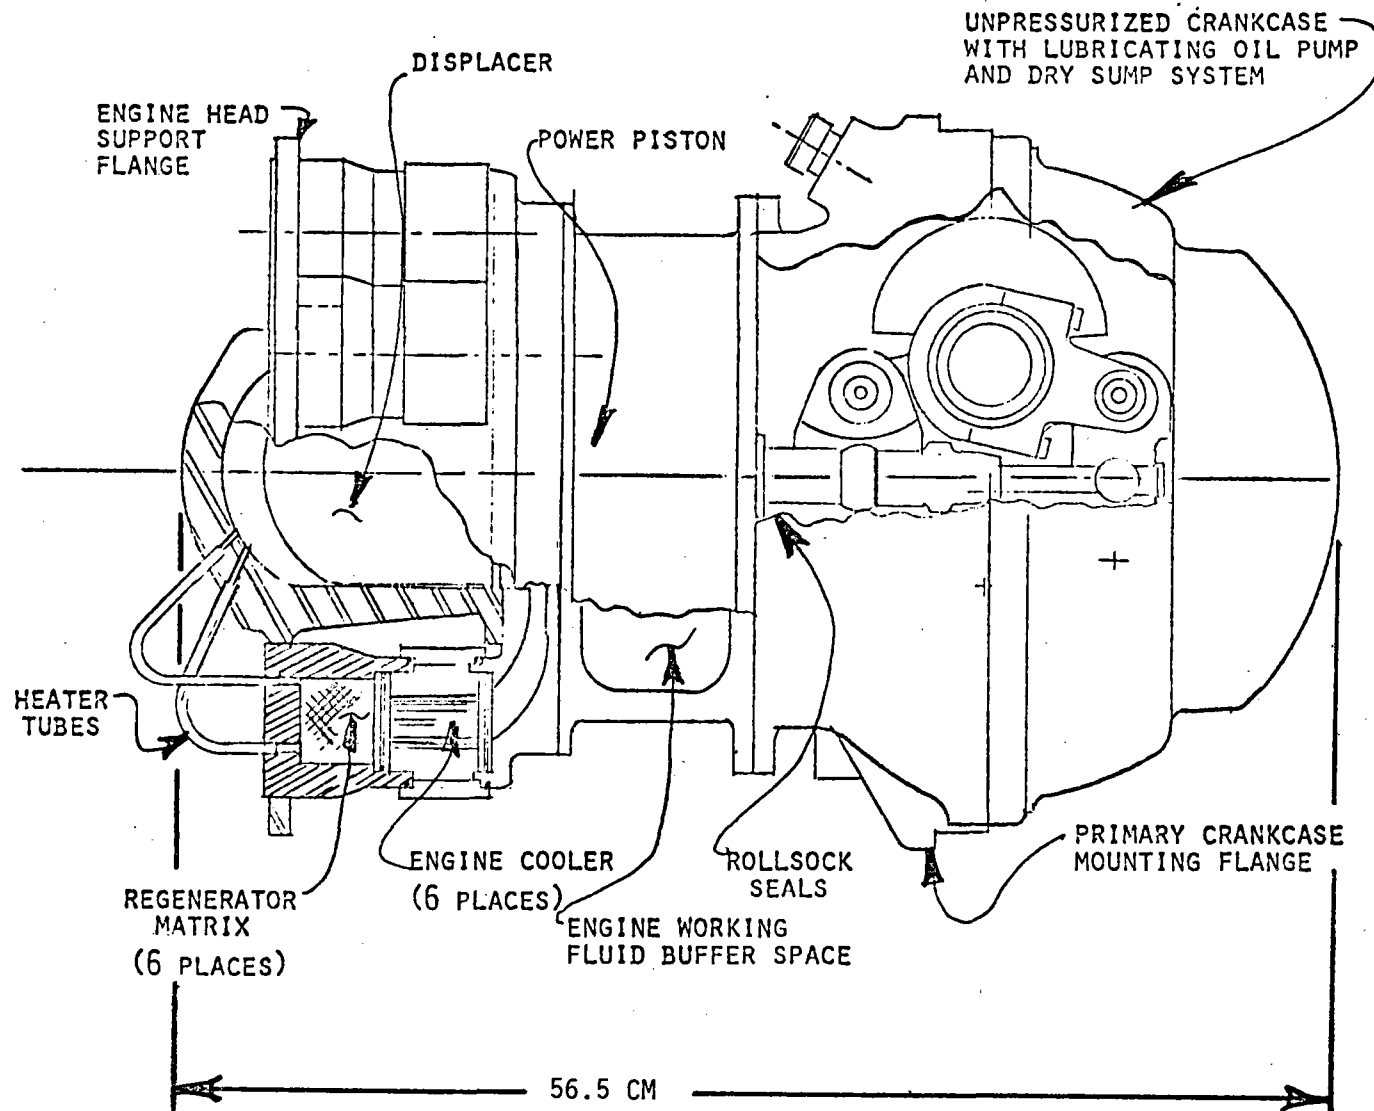 UNPRESSURIZED CRANKCASE
WITH LUBRICATING OIL PUMP
AND DRY SUMP SYSTEM
DISPLACER
ENGINE HEAD
SUPPORT
FLANGE
POWER PISTON
HEATER
TUBES
REGENERATOR
MATRIX
(6 PLACES)
ENGINE COOLER
(6 PLACES)
ENGINE WORKING
FLUID BUFFER SPACE
ROLLSOCK
SEALS
PRIMARY CRANKCASE
MOUNTING FLANGE
56.5 CM